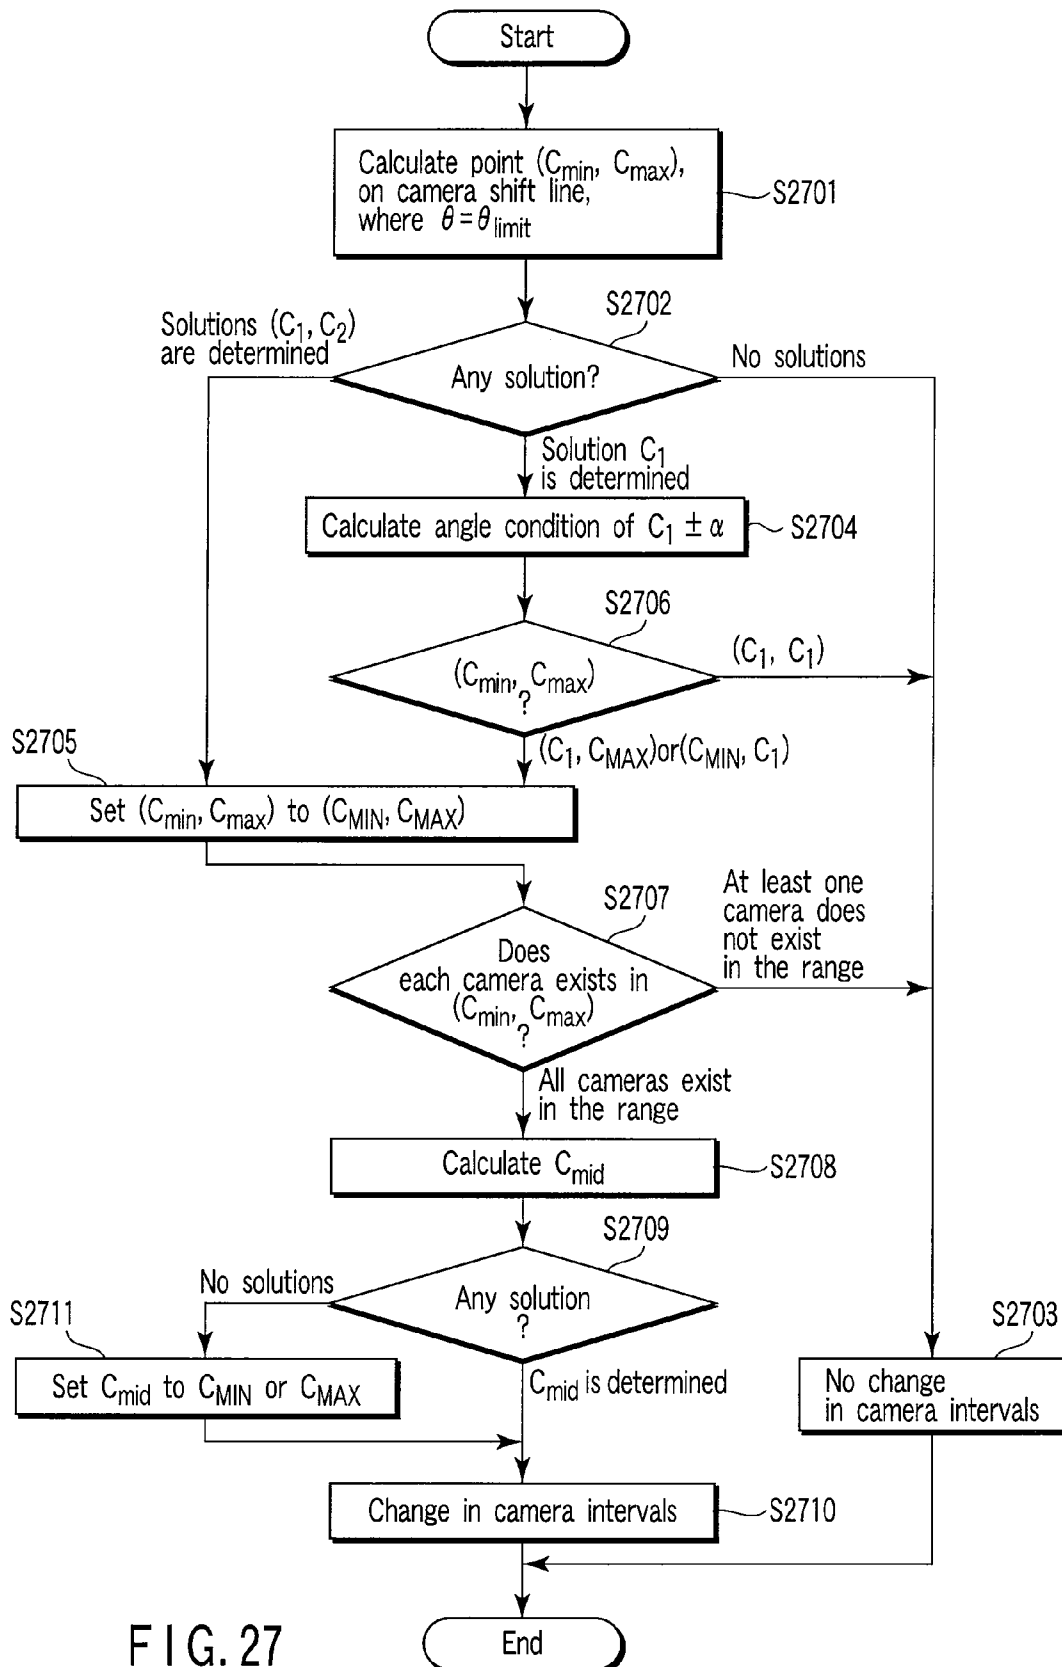 Start
Calculate point (Cmin, Cmax),
on camera shift line,
where θ=θlimit
S2701
S2702
Solutions (C1, C2)
are determined
Any solution?
No solutions
Solution C1
is determined
Calculate angle condition of C1 ± α
S2704
S2706
(Cmin, Cmax)
?
(C1, C1)
S2705
(C1, CMAX)or(CMIN, C1)
Set (Cmin, Cmax) to (CMIN, CMAX)
S2707
At least one
camera does
not exist
in the range
Does
each camera exists in
(Cmin, Cmax)
?
All cameras exist
in the range
Calculate Cmid
S2708
S2709
No solutions
Any solution
?
S2711
S2703
Set Cmid to CMIN or CMAX
Cmid is determined
No change
in camera intervals
Change in camera intervals
S2710
FIG. 27
End